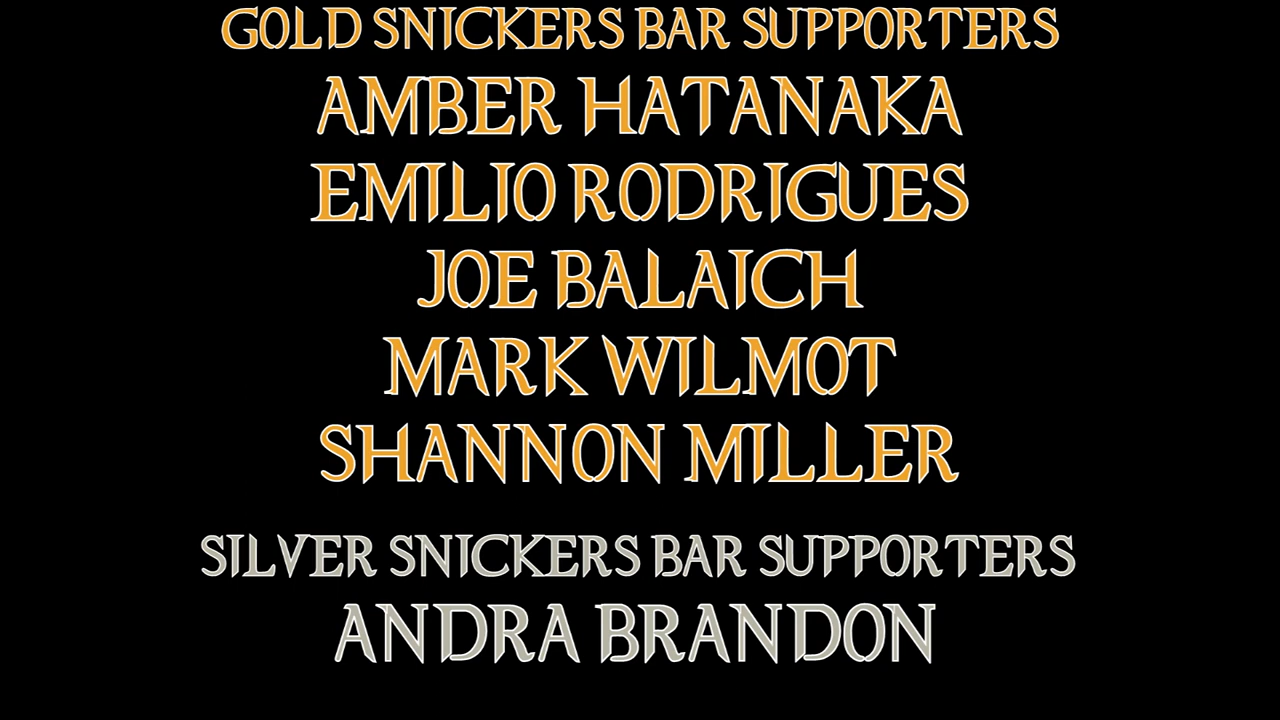 GOLD SNICKERS BAR SUPPORTERS
AMBER HATANAKA
EMILIO RODRIGUES
JOE BALAICH
MARK WILMOT
SHANNON MILLER
SILVER SNICKERS BAR SUPPORTERS
ANDRA BRANDON